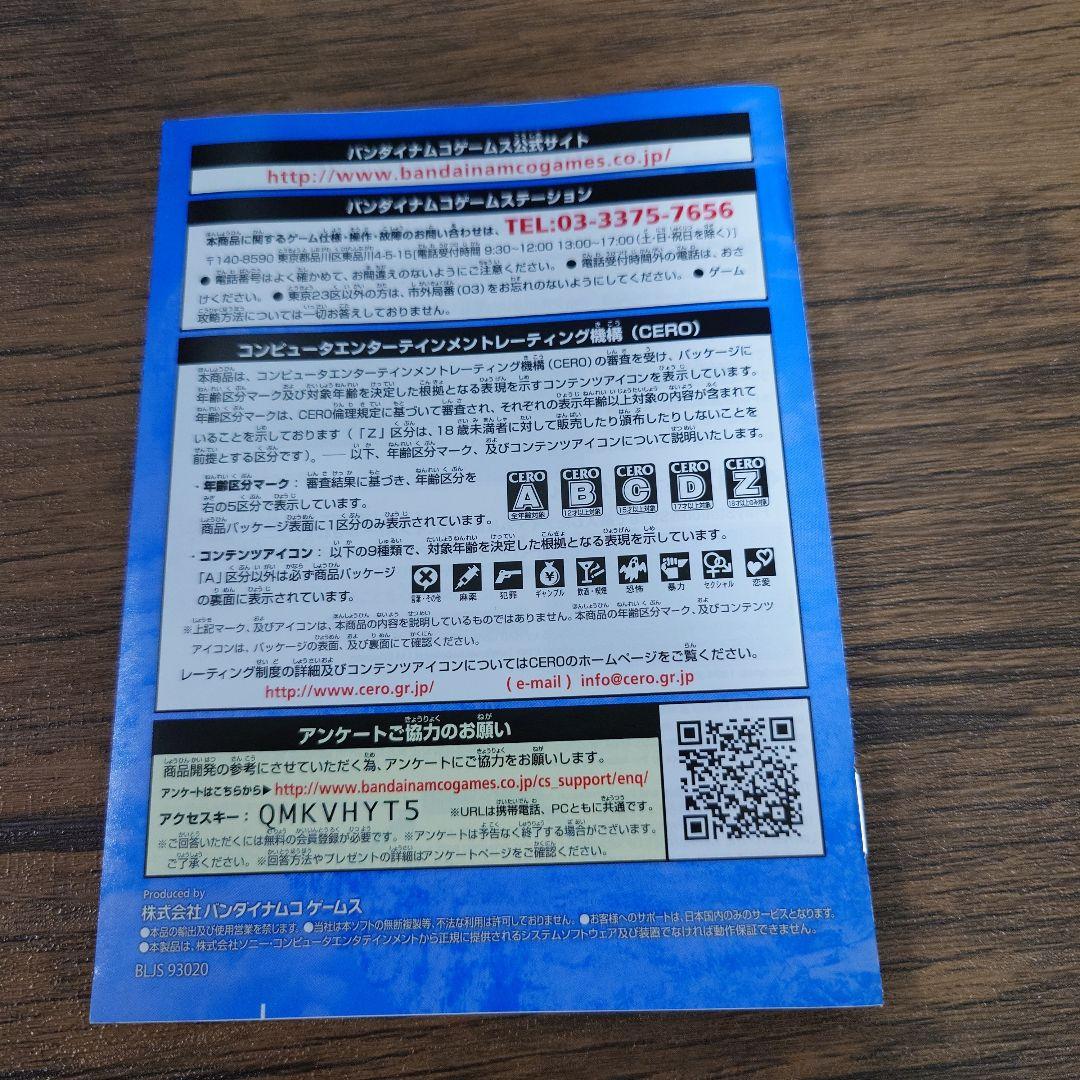 バンダイナムコゲームス公式サイト
http://www.bandainamcogames.co.jp/
バンダイナムコゲームステーション
本商品に関するゲーム仕様・操作・故障のお問い合わせは、TEL:03-3375-7656
〒140-8590 東京都品川区東品川4-5-15[電話受付時間 9:30~12:00 13:00~17:00(土・日・祝日を除く)]
● 電話番号はよく確かめて、お間違えのないようにご注意ください。 ● 電話受付時間外の電話は、おさ
けください。 ● 東京23区以外の方は、市外局番(03)をお忘れのないようにしてください。 ● ゲーム
攻略方法については一切お答えしておりません。
コンピュータエンターテインメントレーティング機構(CERO)
本商品は、コンピュータエンターテインメントレーティング機構(CERO)の審査を受け、パッケージに
年齢区分マーク及び対象年齢を決定した根拠となる表現を示すコンテンツアイコンを表示しています。
年齢区分マークは、CERO倫理規定に基づいて審査され、それぞれの表示年齢以上対象の内容が含まれて
いることを示しております(「Z」区分は、18歳未満者に対して販売したり頒布したりしないことを
前提とする区分です)。── 以下、年齢区分マーク、及びコンテンツアイコンについて説明いたします。
・年齢区分マーク：審査結果に基づき、年齢区分を
右の5区分で表示しています。
商品パッケージ表面に1区分のみ表示されています。
CERO A 全年齢対象 CERO B 12才以上対象 CERO C 15才以上対象 CERO D 17才以上対象 CERO Z 18才以上のみ対象
・コンテンツアイコン：以下の9種類で、対象年齢を決定した根拠となる表現を示しています。
「A」区分以外は必ず商品パッケージ
の裏面に表示されています。
言葉・その他 麻薬 犯罪 ギャンブル 飲酒・喫煙 恐怖 暴力 セクシャル 恋愛
※上記マーク、及びアイコンは、本商品の内容を説明しているものではありません。本商品の年齢区分マーク、及びコンテンツ
アイコンは、パッケージの表面、及び裏面にて確認ください。
レーティング制度の詳細及びコンテンツアイコンについてはCEROのホームページをご覧ください。
http://www.cero.gr.jp/ (e-mail) info@cero.gr.jp
アンケートご協力のお願い
商品開発の参考にさせていただく為、アンケートにご協力をお願いします。
アンケートはこちらから▶http://www.bandainamcogames.co.jp/cs_support/enq/
アクセスキー：QMKVHYT5 ※URLは携帯電話、PCともに共通です。
※ご回答いただくには無料の会員登録が必要です。※アンケートは予告なく終了する場合がございます。
ご了承ください。※回答方法やプレゼントの詳細はアンケートページをご確認ください。
Produced by
株式会社 バンダイナムコ ゲームス
●本品の輸出及び使用営業を禁じます。●当社は本ソフトの無断複製等、不法な利用は許可しておりません。●お客様へのサポートは、日本国内のみのサービスとなります。
●本製品は、株式会社ソニー・コンピュータエンタテインメントから正規に提供されるシステムソフトウェア及び装置でなければ動作保証できません。
BLJS 93020